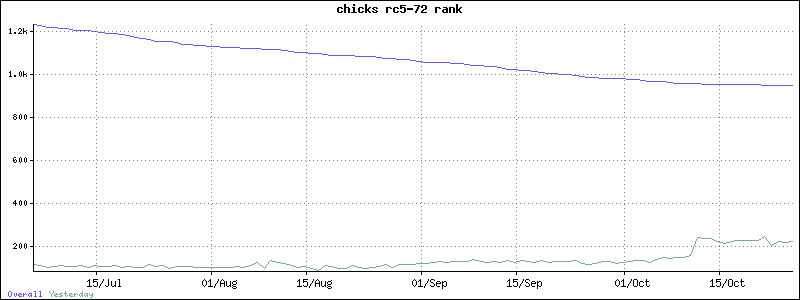 chicks rc5-72 rank
1.2k
1.0k
800
600
400
200
15/Jul 01/Aug 15/Aug 01/Sep 15/Sep 01/Oct 15/Oct
Overall Yesterday